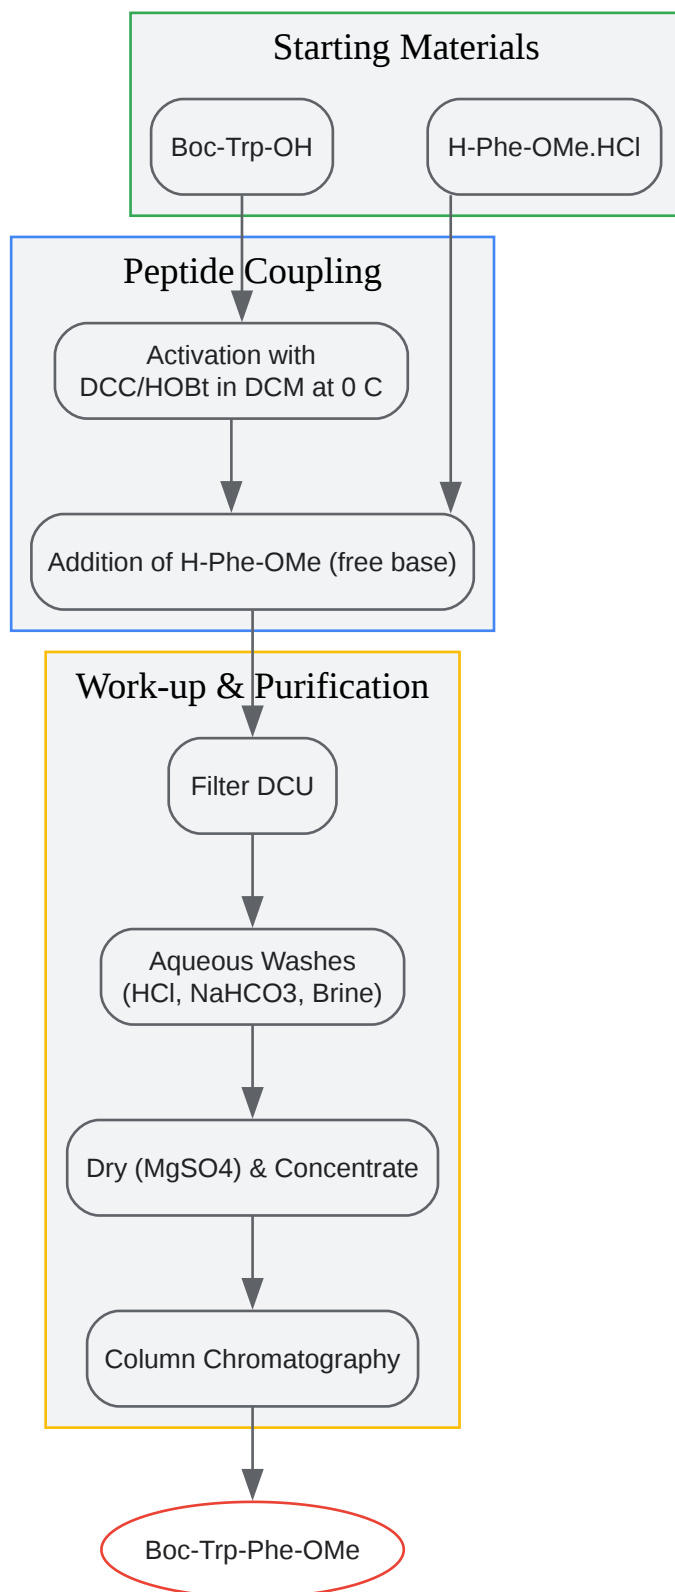 Starting Materials
Boc-Trp-OH
H-Phe-OMe.HCl
Peptide Coupling
Activation with
DCC/HOBt in DCM at 0 C
Addition of H-Phe-OMe (free base)
Work-up & Purification
Filter DCU
Aqueous Washes
(HCl, NaHCO3, Brine)
Dry (MgSO4) & Concentrate
Column Chromatography
Boc-Trp-Phe-OMe